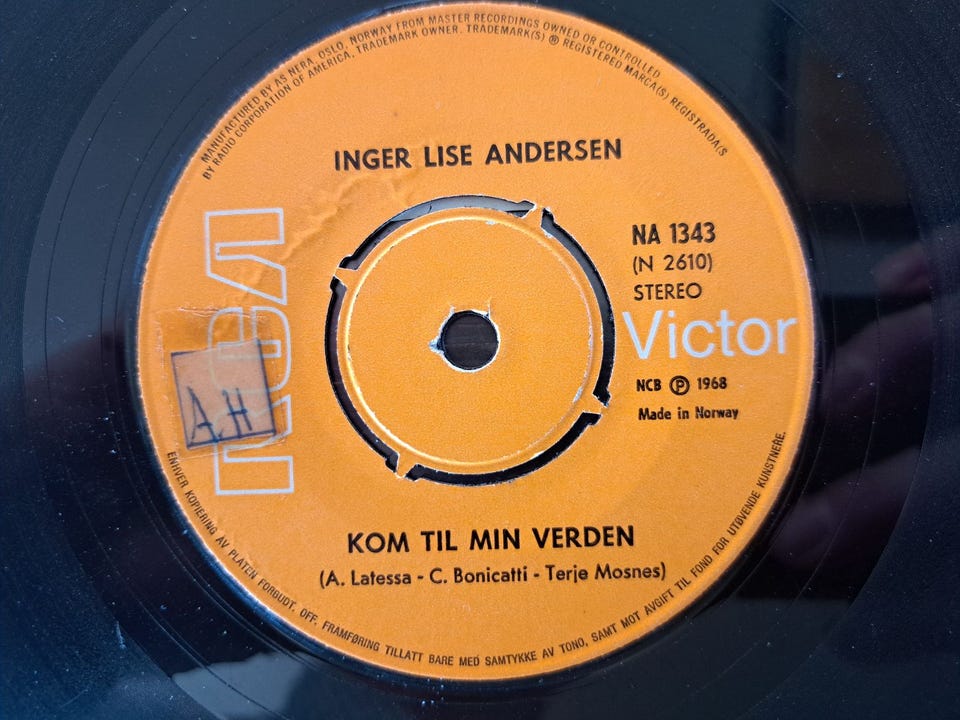 MANUFACTURED BY AS NERA, OSLO, NORWAY FROM MASTER RECORDINGS OWNED OR CONTROLLED
BY RADIO CORPORATION OF AMERICA, TRADEMARK OWNER. TRADEMARK(S) ® REGISTERED MARCA(S) REGISTRADA(S
INGER LISE ANDERSEN
RCA
NA 1343
(N 2610)
STEREO
Victor
NCB Ⓟ 1968
Made in Norway
A.H
KOM TIL MIN VERDEN
(A. Latessa - C. Bonicatti - Terje Mosnes)
ENHVER KOPIERING AV PLATEN FORBUDT. OFF. FRAMFØRING TILLATT BARE MED SAMTYKKE AV TONO, SAMT MOT AVGIFT TIL FOND FOR UTØVENDE KUNSTNERE.